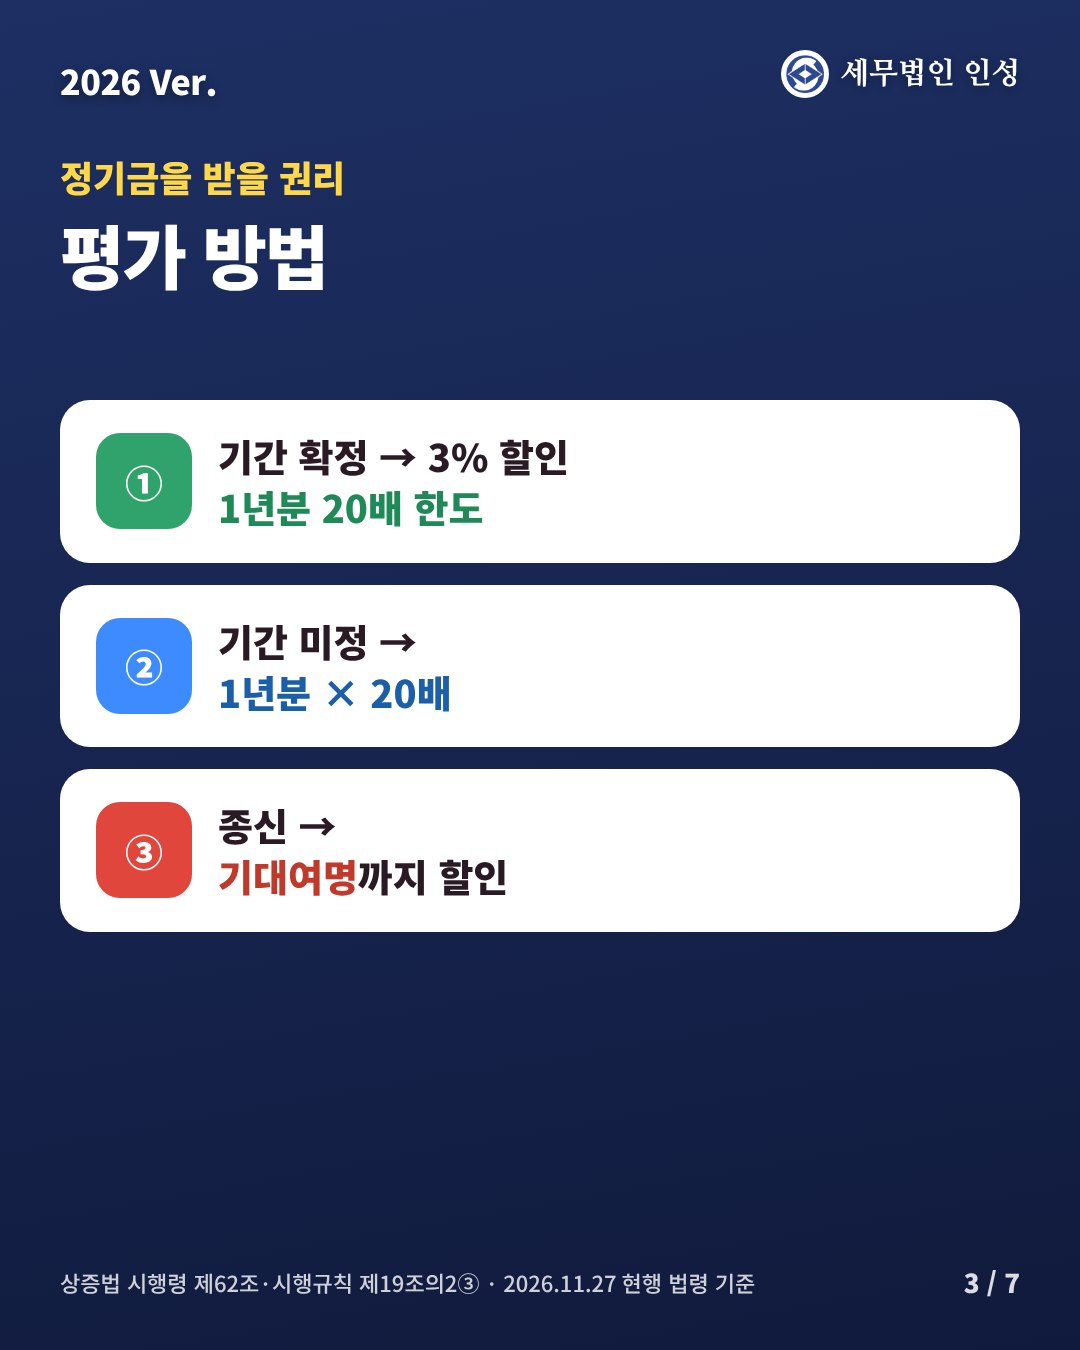 2026 Ver.
세무법인 인성
정기금을 받을 권리
평가 방법
① 기간 확정 → 3% 할인
1년분 20배 한도
② 기간 미정 →
1년분 × 20배
③ 종신 →
기대여명까지 할인
상증법 시행령 제62조·시행규칙 제19조의2③ · 2026.11.27 현행 법령 기준
3 / 7